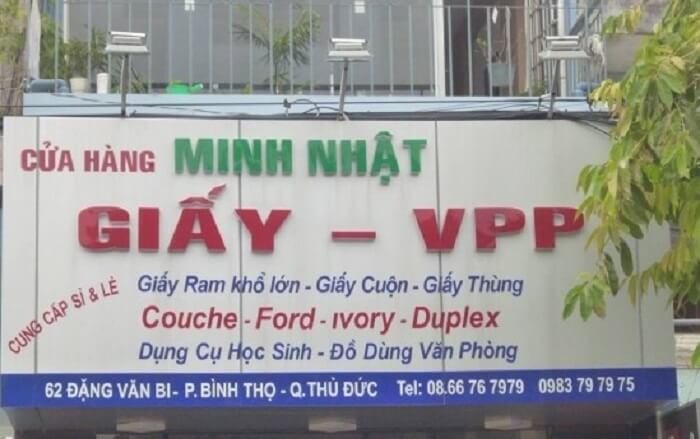 CỬA HÀNG MINH NHẬT
GIẤY – VPP
CUNG CẤP SỈ & LẺ
Giấy Ram khổ lớn - Giấy Cuộn - Giấy Thùng
Couche - Ford - ıvory - Duplex
Dụng Cụ Học Sinh - Đồ Dùng Văn Phòng
62 ĐẶNG VĂN BI- P.BÌNH THỌ - Q.THỦ ĐỨC Tel: 08.66 76 7979 0983 79 79 75